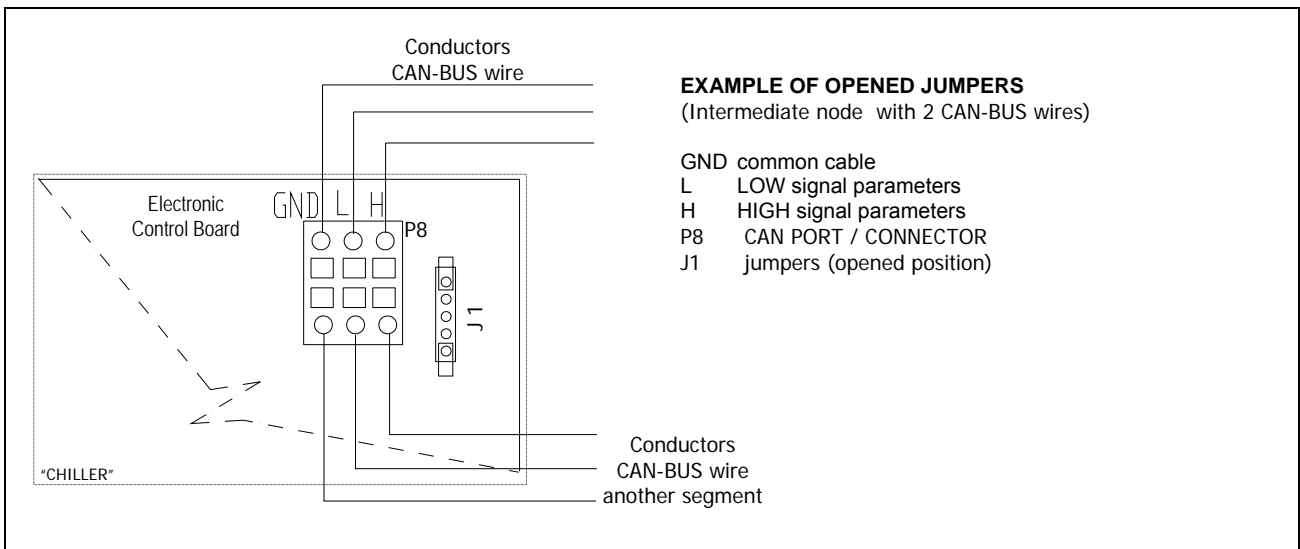 Conductors
CAN-BUS wire
EXAMPLE OF OPENED JUMPERS
(Intermediate node with 2 CAN-BUS wires)
GND common cable
L LOW signal parameters
H HIGH signal parameters
P8 CAN PORT / CONNECTOR
J1 jumpers (opened position)
Electronic
Control Board
GND L H
P8
J1
"CHILLER"
Conductors
CAN-BUS wire
another segment